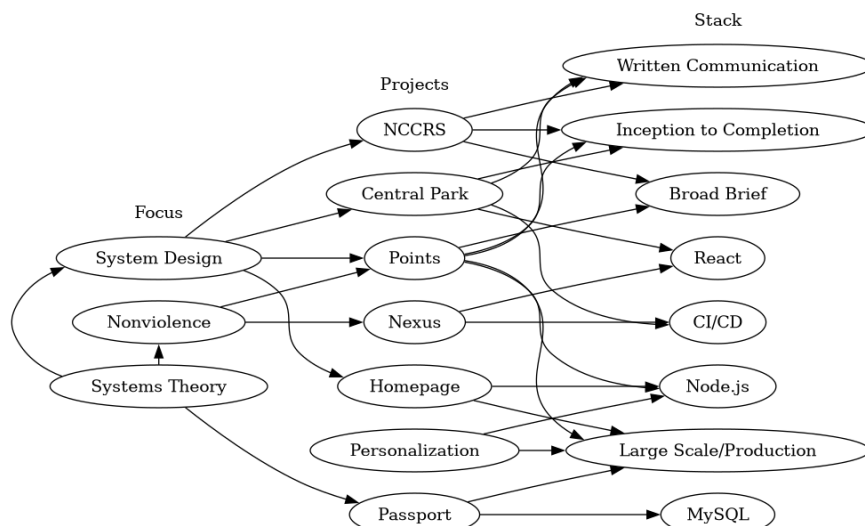 Stack
Written Communication
Projects
NCCRS
Inception to Completion
Central Park
Broad Brief
Focus
System Design
Points
React
Nonviolence
Nexus
CI/CD
Systems Theory
Homepage
Node.js
Personalization
Large Scale/Production
Passport
MySQL